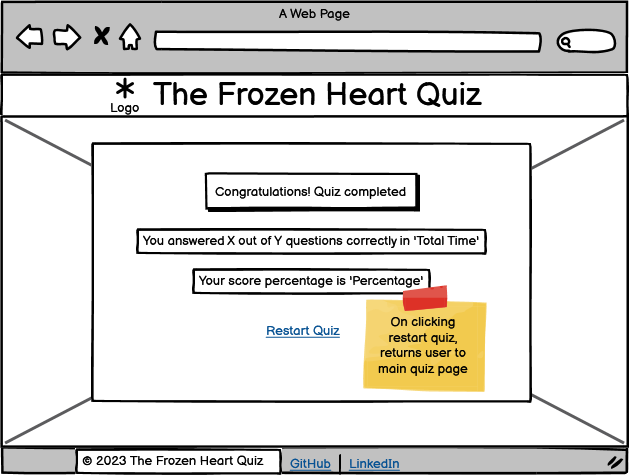 A Web Page
The Frozen Heart Quiz
Logo
Congratulations! Quiz completed
You answered X out of Y questions correctly in 'Total Time'
Your score percentage is 'Percentage'
Restart Quiz
On clicking
restart quiz,
returns user to
main quiz page
© 2023 The Frozen Heart Quiz
GitHub
LinkedIn